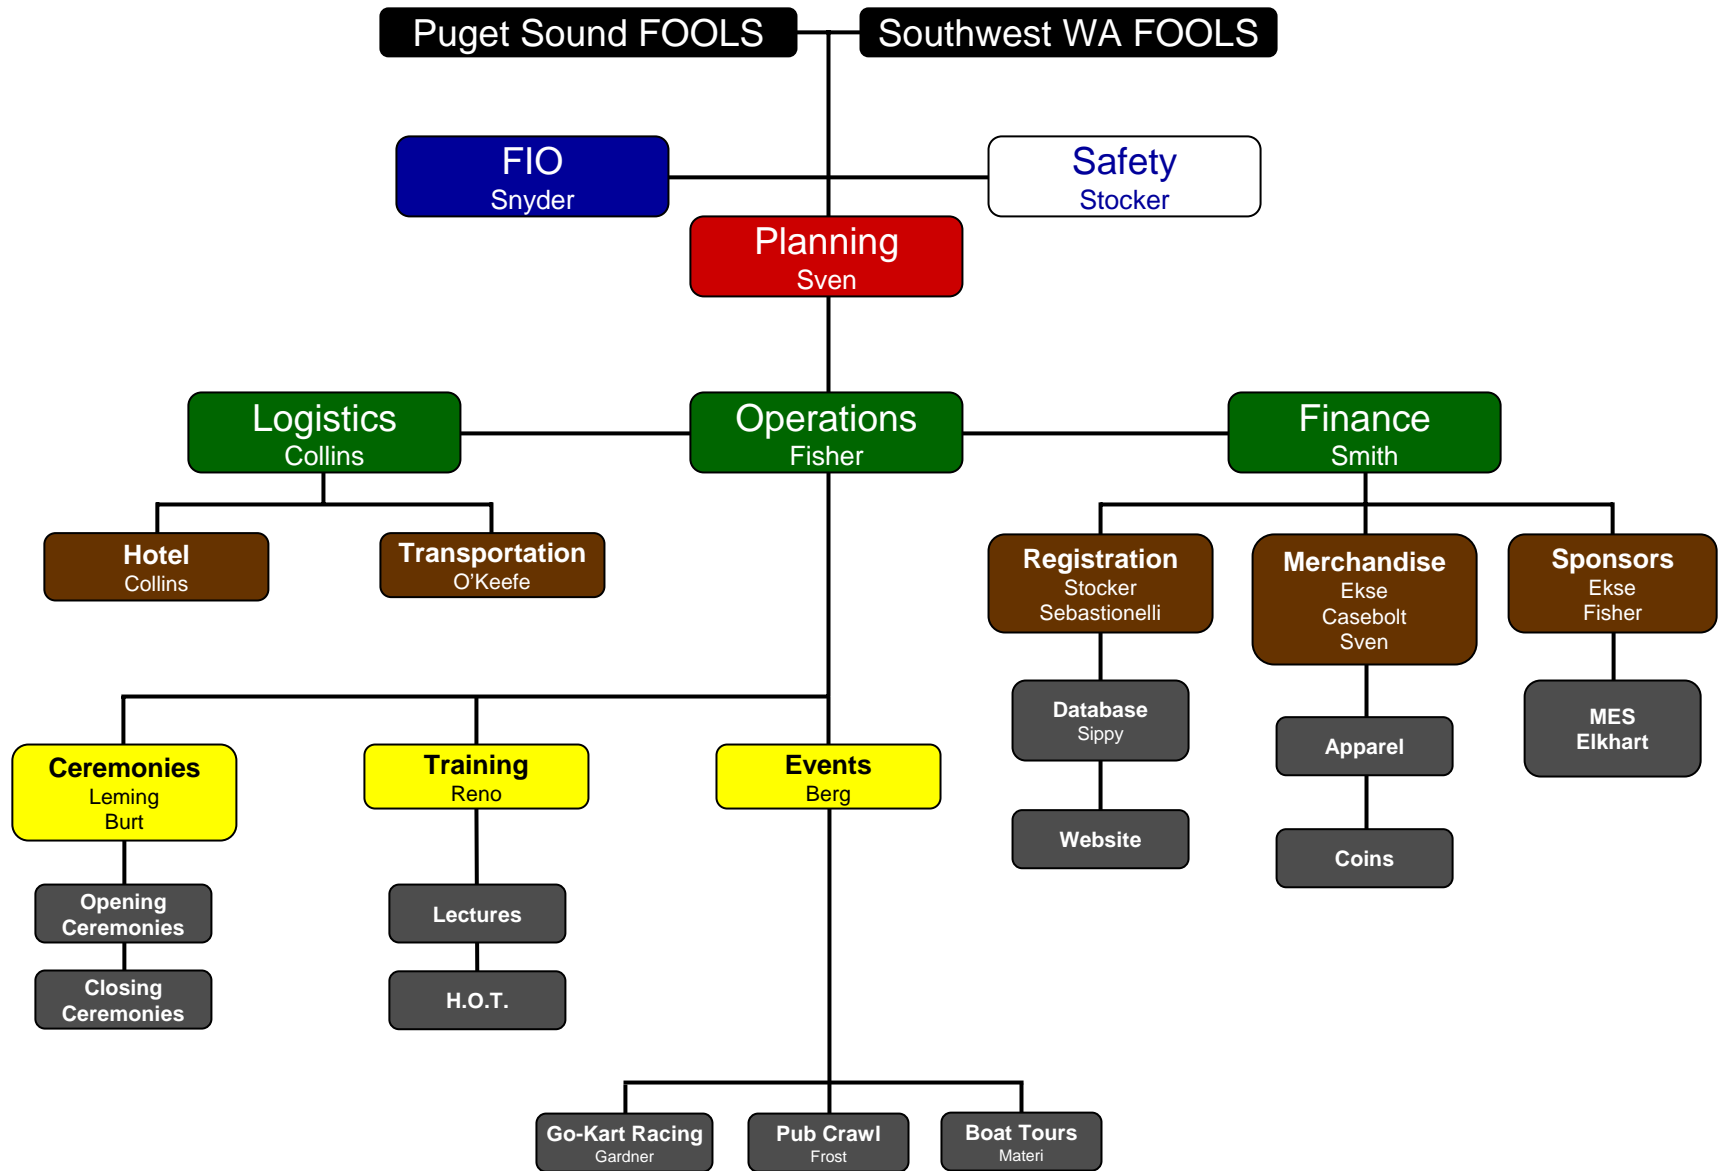 Puget Sound FOOLS
Southwest WA FOOLS
FIO
Snyder
Safety
Stocker
Planning
Sven
Logistics
Collins
Operations
Fisher
Finance
Smith
Hotel
Collins
Transportation
O'Keefe
Registration
Stocker
Sebastionelli
Merchandise
Ekse
Casebolt
Sven
Sponsors
Ekse
Fisher
Database
Sippy
Website
Apparel
Coins
MES
Elkhart
Ceremonies
Leming
Burt
Training
Reno
Events
Berg
Opening
Ceremonies
Closing
Ceremonies
Lectures
H.O.T.
Go-Kart Racing
Gardner
Pub Crawl
Frost
Boat Tours
Materi